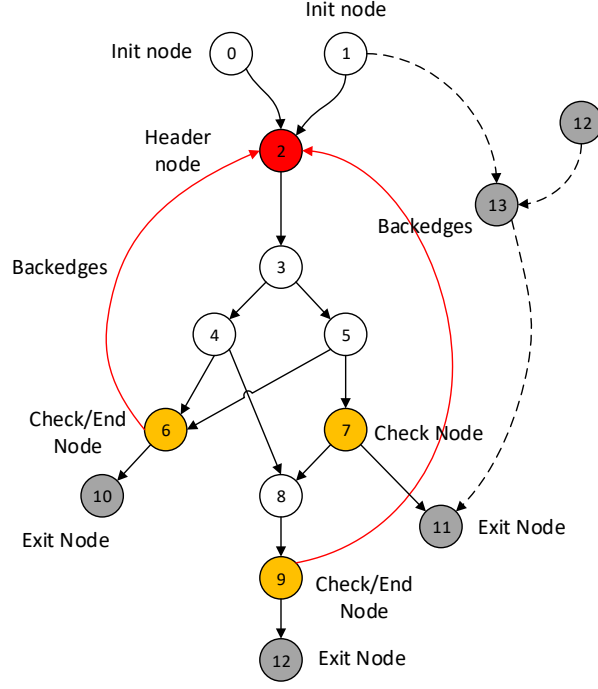 Init node
Init node
0
1
12
Header
node
2
13
Backedges
Backedges
3
4
5
Check/End
Node
6
7
Check Node
10
8
11
Exit Node
Exit Node
9
Check/End
Node
12
Exit Node